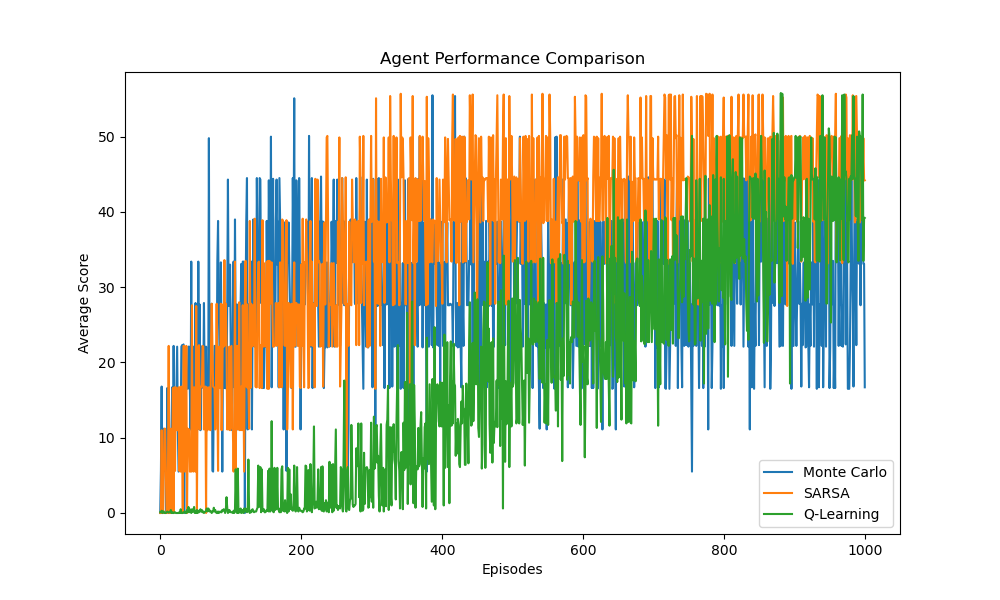 Agent Performance Comparison
Average Score
50
40
30
20
10
0
0 200 400 600 800 1000
Episodes
Monte Carlo
SARSA
Q-Learning